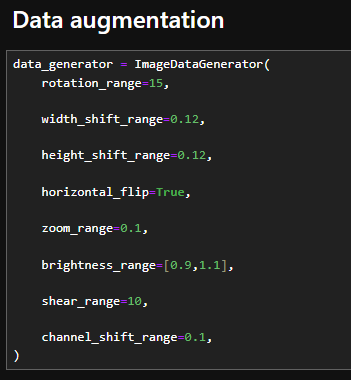 Data augmentation
data_generator = ImageDataGenerator(
    rotation_range=15,
    width_shift_range=0.12,
    height_shift_range=0.12,
    horizontal_flip=True,
    zoom_range=0.1,
    brightness_range=[0.9,1.1],
    shear_range=10,
    channel_shift_range=0.1,
)